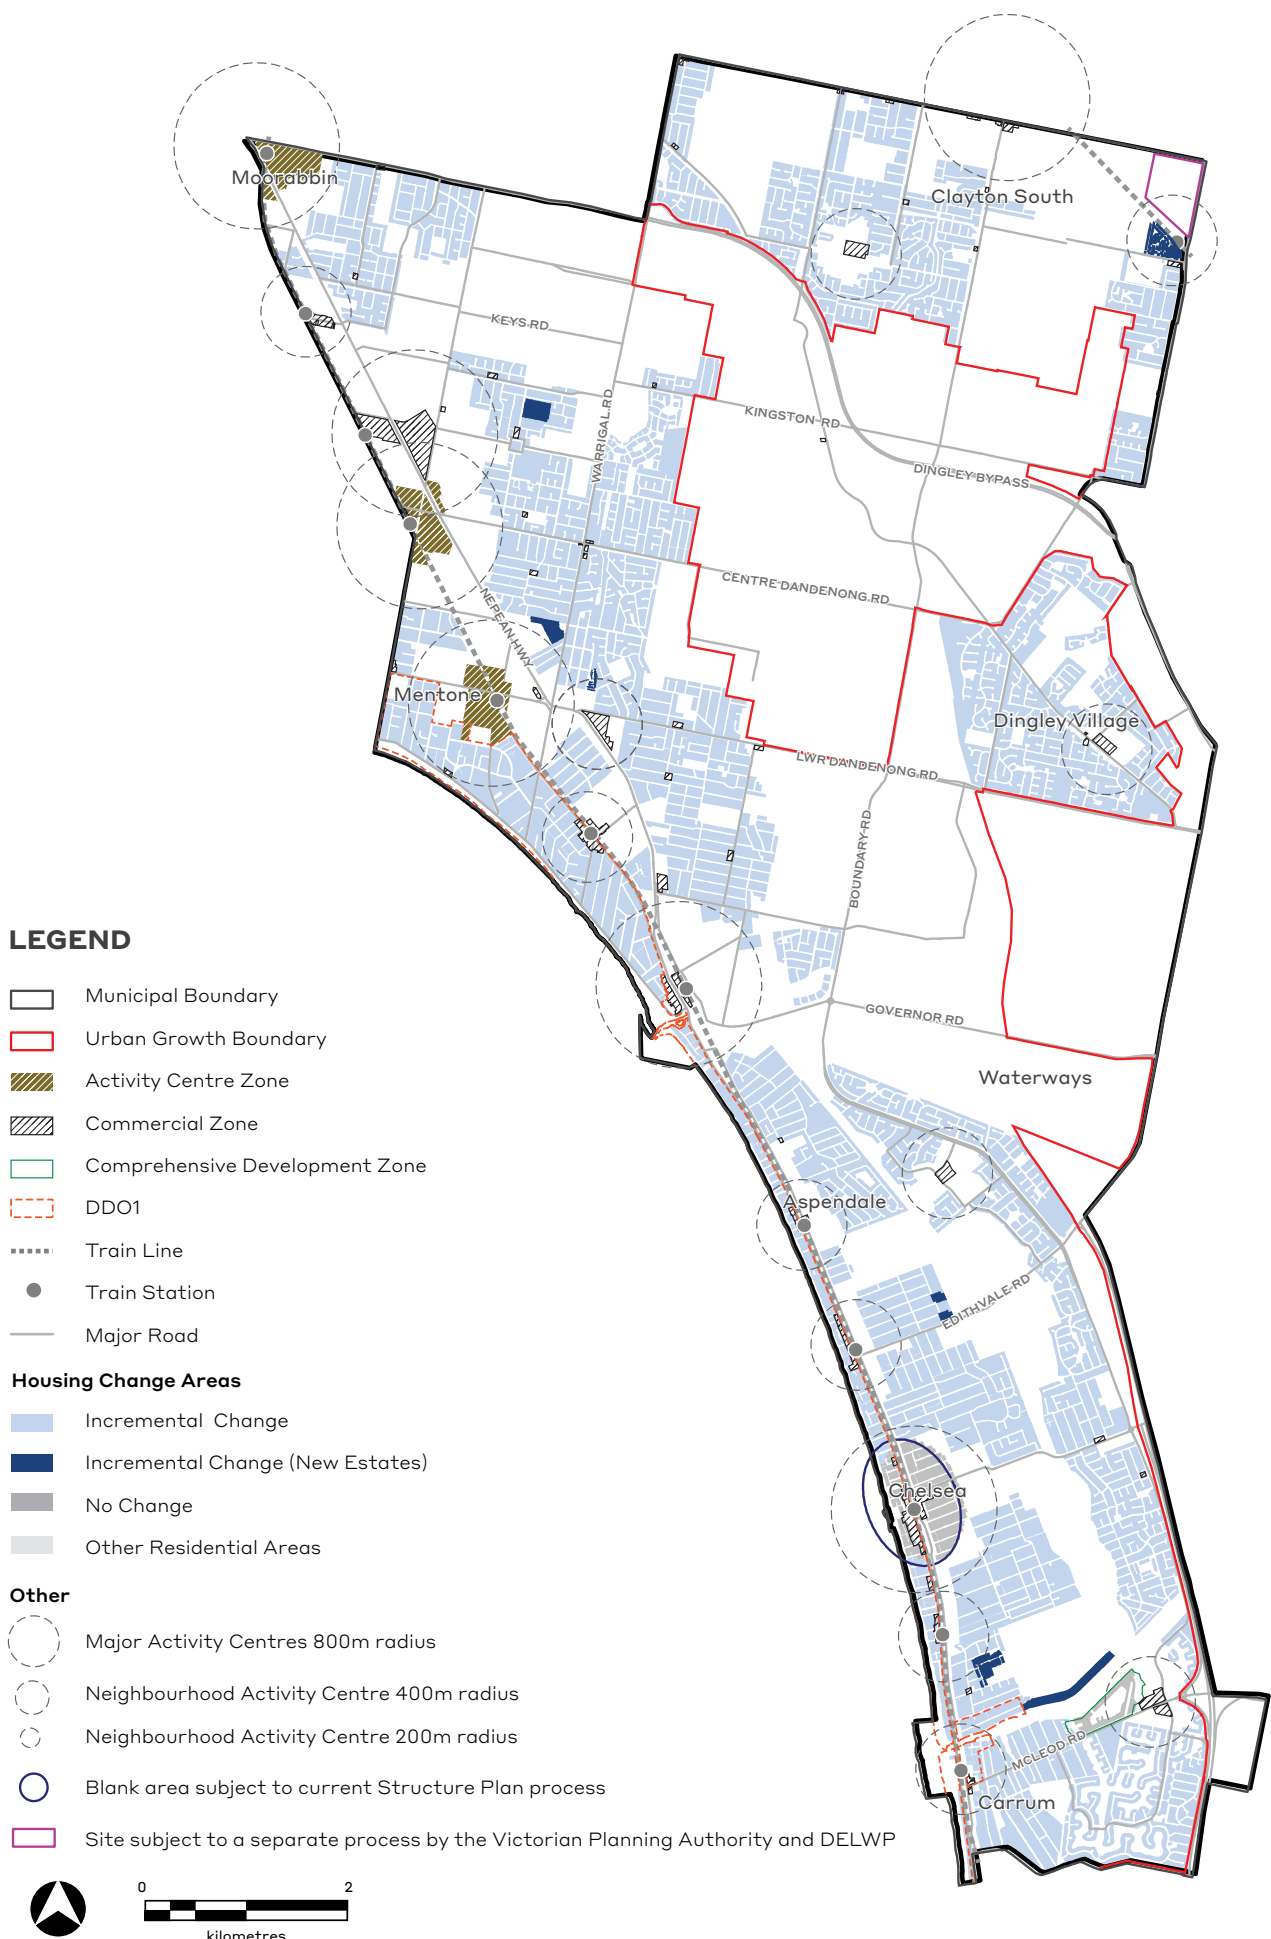 Moorabbin
Clayton South
KEYS RD
WARRIGAL RD
KINGSTON RD
DINGLEY BYPASS
CENTRE DANDENONG RD
NEPEAN HWY
Mentone
Dingley Village
LWR DANDENONG RD
BOUNDARY RD
GOVERNOR RD
Waterways
Aspendale
EDITHVALE RD
Chelsea
MCLEOD RD
Carrum
LEGEND
Municipal Boundary
Urban Growth Boundary
Activity Centre Zone
Commercial Zone
Comprehensive Development Zone
DDO1
Train Line
Train Station
Major Road
Housing Change Areas
Incremental Change
Incremental Change (New Estates)
No Change
Other Residential Areas
Other
Major Activity Centres 800m radius
Neighbourhood Activity Centre 400m radius
Neighbourhood Activity Centre 200m radius
Blank area subject to current Structure Plan process
Site subject to a separate process by the Victorian Planning Authority and DELWP
0 2
kilometres